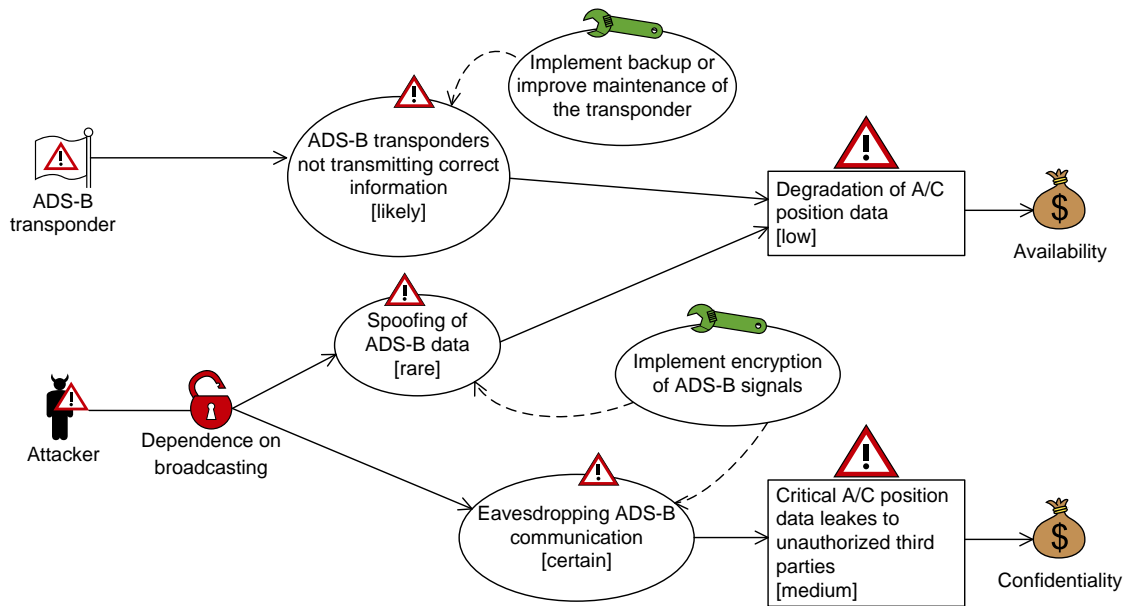 Implement backup or
improve maintenance of
the transponder
ADS-B transponders
not transmitting correct
information
[likely]
ADS-B
transponder
Degradation of A/C
position data
[low]
$
Availability
Spoofing of
ADS-B data
[rare]
Implement encryption
of ADS-B signals
Attacker
Dependence on
broadcasting
Eavesdropping ADS-B
communication
[certain]
Critical A/C position
data leakes to
unauthorized third
parties
[medium]
$
Confidentiality